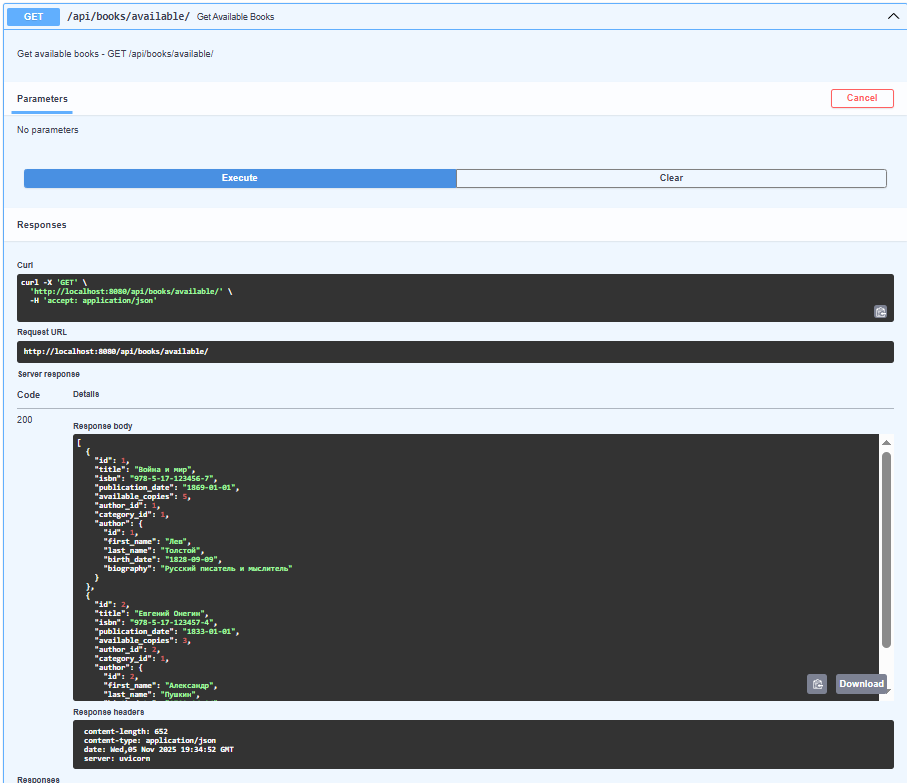 GET /api/books/available/ Get Available Books
Get available books - GET /api/books/available/
Parameters
Cancel
No parameters
Execute
Clear
Responses
Curl
curl -X 'GET' \
'http://localhost:8080/api/books/available/' \
-H 'accept: application/json'
Request URL
http://localhost:8080/api/books/available/
Server response
Code Details
200
Response body
[
{
"id": 1,
"title": "Война и мир",
"isbn": "978-5-17-123456-7",
"publication_date": "1869-01-01",
"available_copies": 5,
"author_id": 1,
"category_id": 1,
"author": {
"id": 1,
"first_name": "Лев",
"last_name": "Толстой",
"birth_date": "1828-09-09",
"biography": "Русский писатель и мыслитель"
}
},
{
"id": 2,
"title": "Евгений Онегин",
"isbn": "978-5-17-123457-4",
"publication_date": "1833-01-01",
"available_copies": 3,
"author_id": 2,
"category_id": 1,
"author": {
"id": 2,
"first_name": "Александр",
"last_name": "Пушкин",
Download
Response headers
content-length: 652
content-type: application/json
date: Wed,05 Nov 2025 19:34:52 GMT
server: uvicorn
Responses